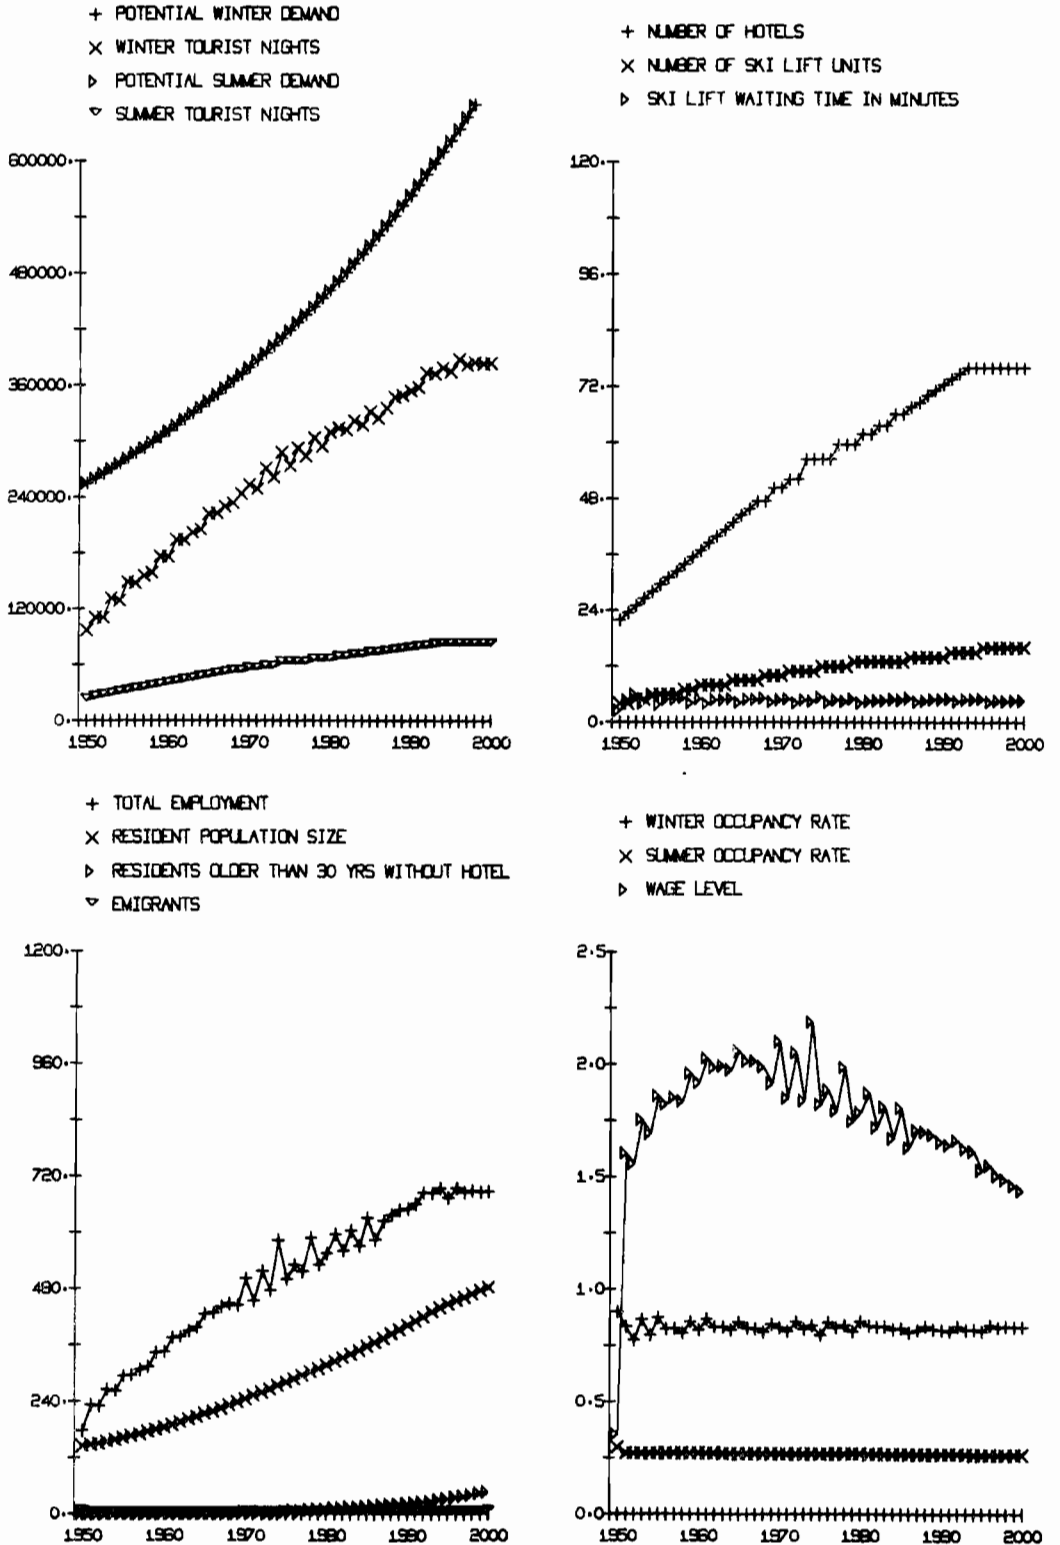 + POTENTIAL WINTER DEMAND
× WINTER TOURIST NIGHTS
▷ POTENTIAL SUMMER DEMAND
▽ SUMMER TOURIST NIGHTS
600000.
480000.
360000.
240000.
120000.
0.
1950 1960 1970 1980 1990 2000
+ NUMBER OF HOTELS
× NUMBER OF SKI LIFT UNITS
▷ SKI LIFT WAITING TIME IN MINUTES
120.
96.
72.
48.
24.
0.
1950 1960 1970 1980 1990 2000
+ TOTAL EMPLOYMENT
× RESIDENT POPULATION SIZE
▷ RESIDENTS OLDER THAN 30 YRS WITHOUT HOTEL
▽ EMIGRANTS
1200.
960.
720.
480.
240.
0.
1950 1960 1970 1980 1990 2000
+ WINTER OCCUPANCY RATE
× SUMMER OCCUPANCY RATE
▷ WAGE LEVEL
2.5
2.0
1.5
1.0
0.5
0.0
1950 1960 1970 1980 1990 2000